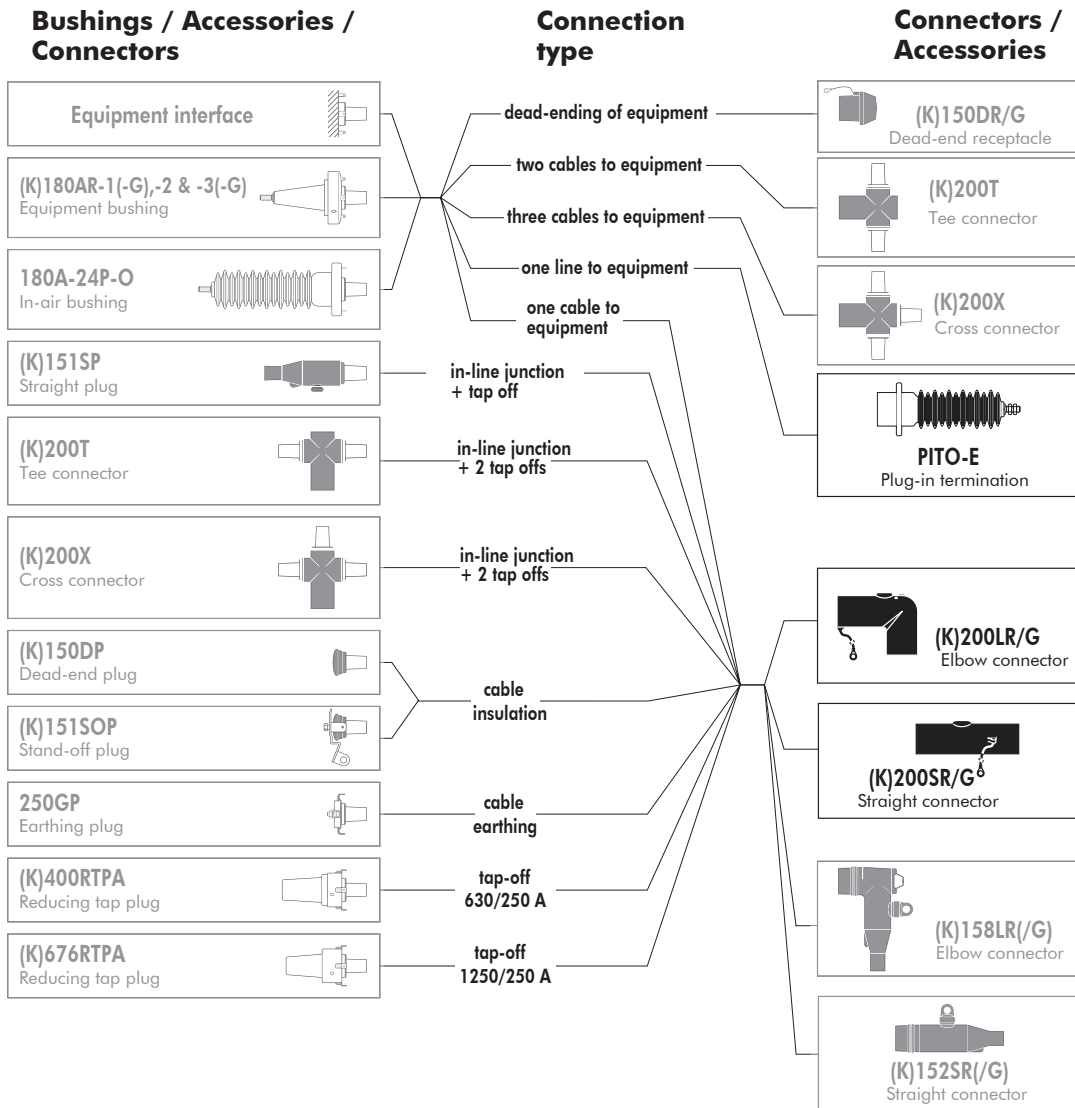 Bushings / Accessories /
Connectors
Connection
type
Connectors /
Accessories
Equipment interface
(K)180AR-1(-G),-2 & -3(-G)
Equipment bushing
180A-24P-O
In-air bushing
(K)151SP
Straight plug
(K)200T
Tee connector
(K)200X
Cross connector
(K)150DP
Dead-end plug
(K)151SOP
Stand-off plug
250GP
Earthing plug
(K)400RTPA
Reducing tap plug
(K)676RTPA
Reducing tap plug
dead-ending of equipment
two cables to equipment
three cables to equipment
one line to equipment
one cable to
equipment
in-line junction
+ tap off
in-line junction
+ 2 tap offs
in-line junction
+ 2 tap offs
cable
insulation
cable
earthing
tap-off
630/250 A
tap-off
1250/250 A
(K)150DR/G
Dead-end receptacle
(K)200T
Tee connector
(K)200X
Cross connector
PITO-E
Plug-in termination
(K)200LR/G
Elbow connector
(K)200SR/G
Straight connector
(K)158LR(/G)
Elbow connector
(K)152SR(/G)
Straight connector